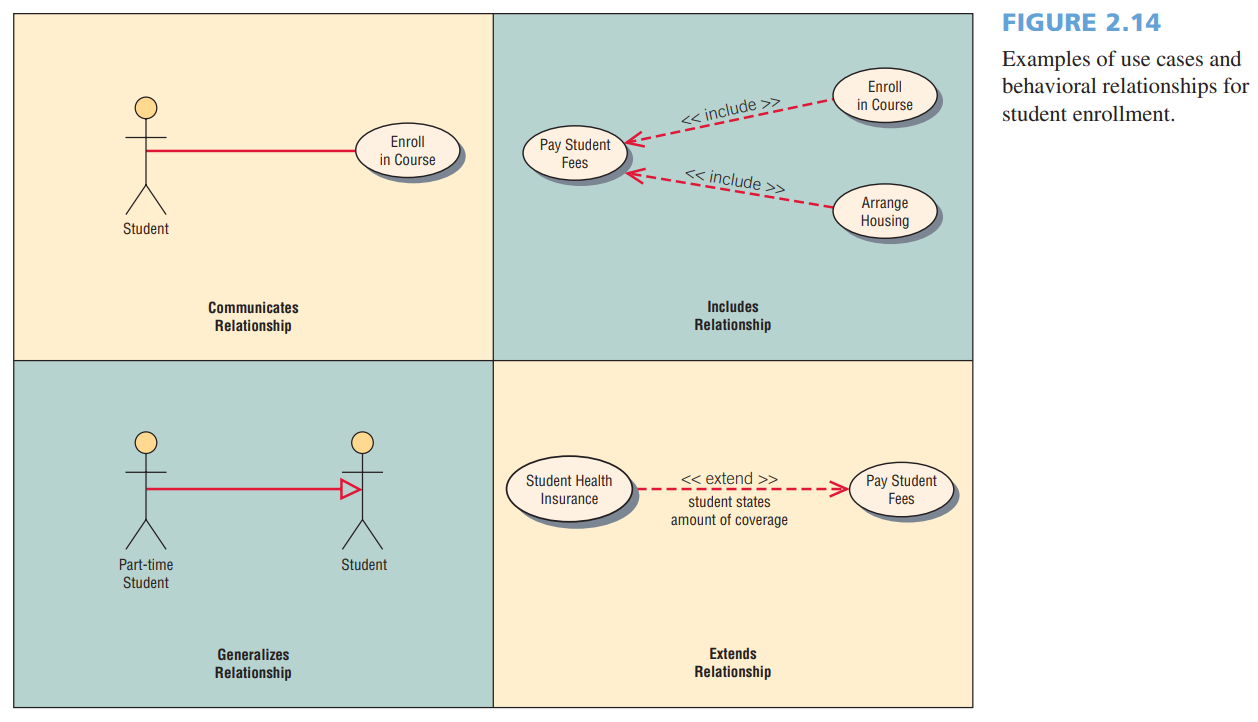 FIGURE 2.14
Examples of use cases and
behavioral relationships for
student enrollment.
Student
Enroll
in Course
Communicates
Relationship
Pay Student
Fees
<< include >>
Enroll
in Course
<< include >>
Arrange
Housing
Includes
Relationship
Part-time
Student
Student
Generalizes
Relationship
Student Health
Insurance
<< extend >>
student states
amount of coverage
Pay Student
Fees
Extends
Relationship